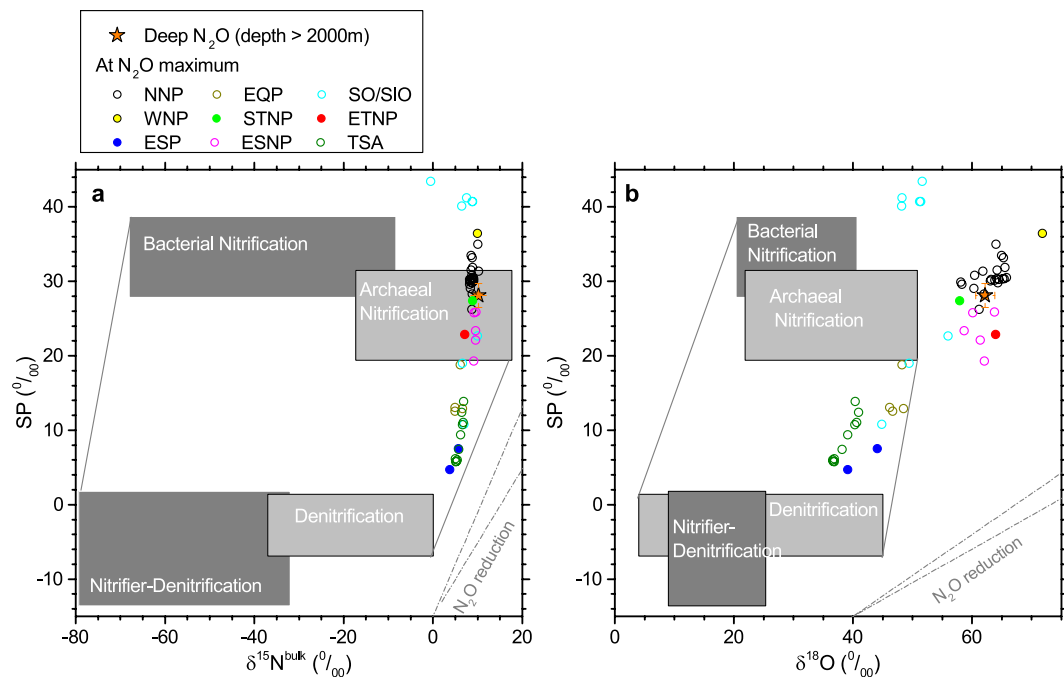 Deep N₂O (depth > 2000m)
At N₂O maximum
NNP EQP SO/SIO
WNP STNP ETNP
ESP ESNP TSA
a
Bacterial Nitrification
Archaeal
Nitrification
Denitrification
Nitrifier-Denitrification
N₂O reduction
SP (⁰/₀₀)
40
30
20
10
0
-10
-80 -60 -40 -20 0 20
δ¹⁵Nᵇᵘˡᵏ (⁰/₀₀)
b
Bacterial
Nitrification
Archaeal
Nitrification
Denitrification
Nitrifier-
Denitrification
N₂O reduction
SP (⁰/₀₀)
40
30
20
10
0
-10
0 20 40 60
δ¹⁸O (⁰/₀₀)